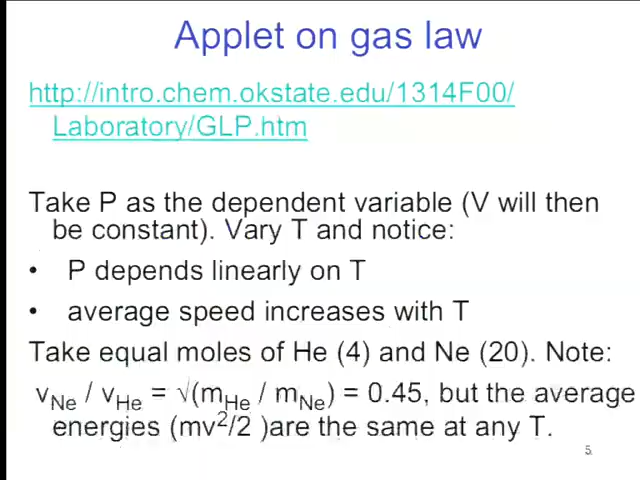 Applet on gas law
http://intro.chem.okstate.edu/1314F00/
Laboratory/GLP.htm
Take P as the dependent variable (V will then
be constant). Vary T and notice:
• P depends linearly on T
• average speed increases with T
Take equal moles of He (4) and Ne (20). Note:
vNe / vHe = √(mHe / mNe) = 0.45, but the average
energies (mv²/2 )are the same at any T.
5